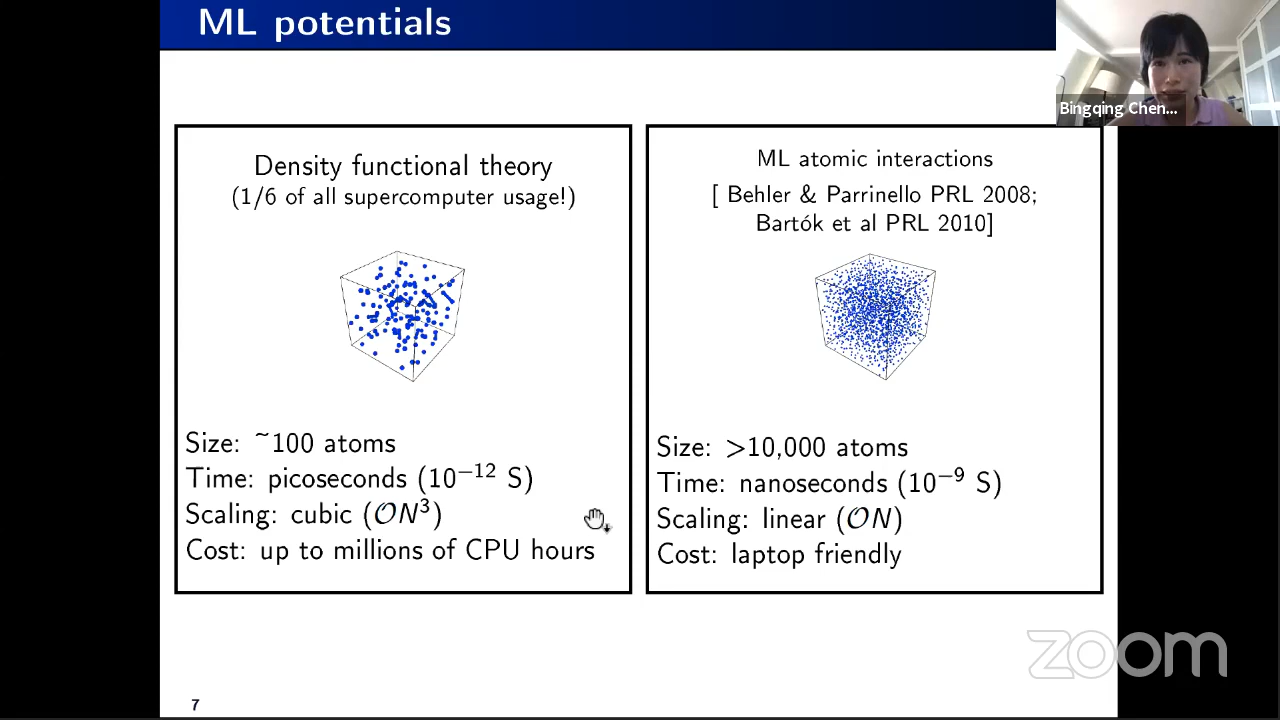 ML potentials
Bingqing Chen...
Density functional theory
(1/6 of all supercomputer usage!)
Size: ~100 atoms
Time: picoseconds (10⁻¹² S)
Scaling: cubic (𝒪N³)
Cost: up to millions of CPU hours
ML atomic interactions
[ Behler & Parrinello PRL 2008;
Bartók et al PRL 2010]
Size: >10,000 atoms
Time: nanoseconds (10⁻⁹ S)
Scaling: linear (𝒪N)
Cost: laptop friendly
zoom
7